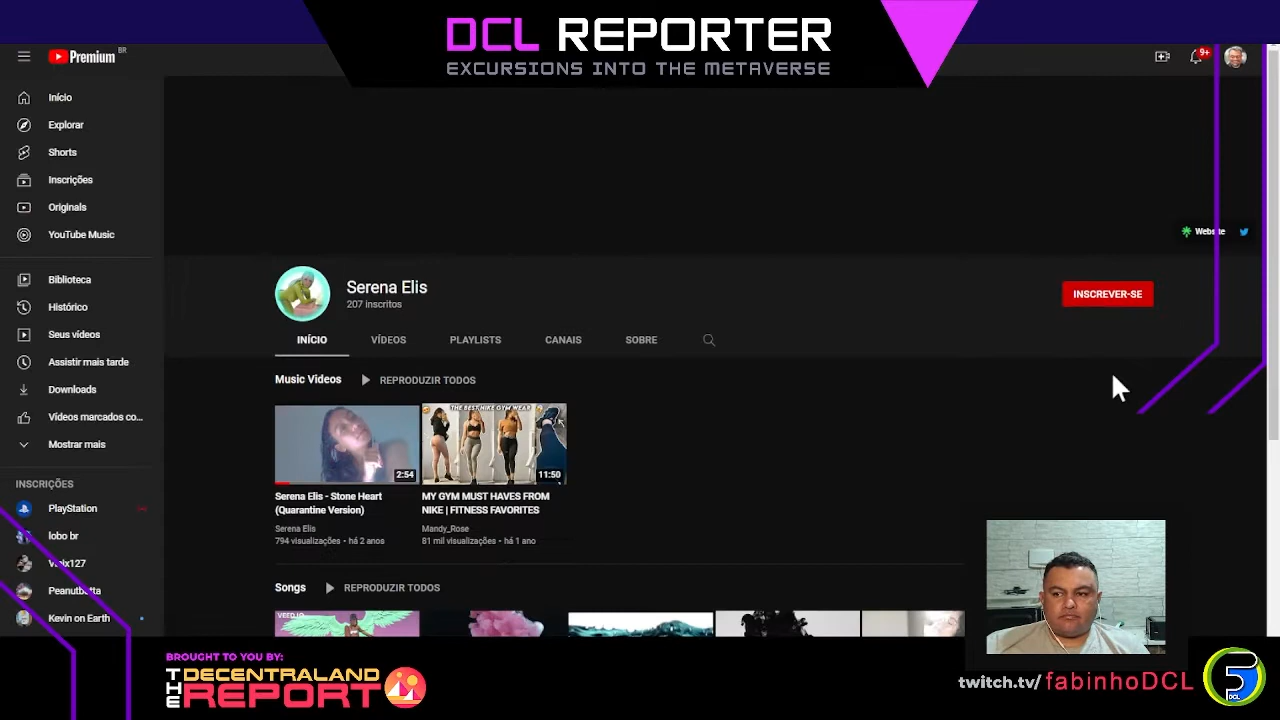 DCL REPORTER
EXCURSIONS INTO THE METAVERSE
Premium BR
9+
Início
Explorar
Shorts
Inscrições
Originals
YouTube Music
Biblioteca
Histórico
Seus vídeos
Assistir mais tarde
Downloads
Vídeos marcados co...
Mostrar mais
INSCRIÇÕES
PlayStation
lobo br
Kevin on Earth
Website
Serena Elis
207 inscritos
INSCREVER-SE
INÍCIO
VÍDEOS
PLAYLISTS
CANAIS
SOBRE
Music Videos
REPRODUZIR TODOS
THE BEST NIKE GYM WEAR
2:54
11:50
Serena Elis - Stone Heart
(Quarantine Version)
Serena Elis
794 visualizações • há 2 anos
MY GYM MUST HAVES FROM
NIKE | FITNESS FAVORITES
Mandy_Rose
81 mil visualizações • há 1 ano
Songs
REPRODUZIR TODOS
BROUGHT TO YOU BY:
THE DECENTRALAND
REPORT
twitch.tv/fabinhoDCL
DCL